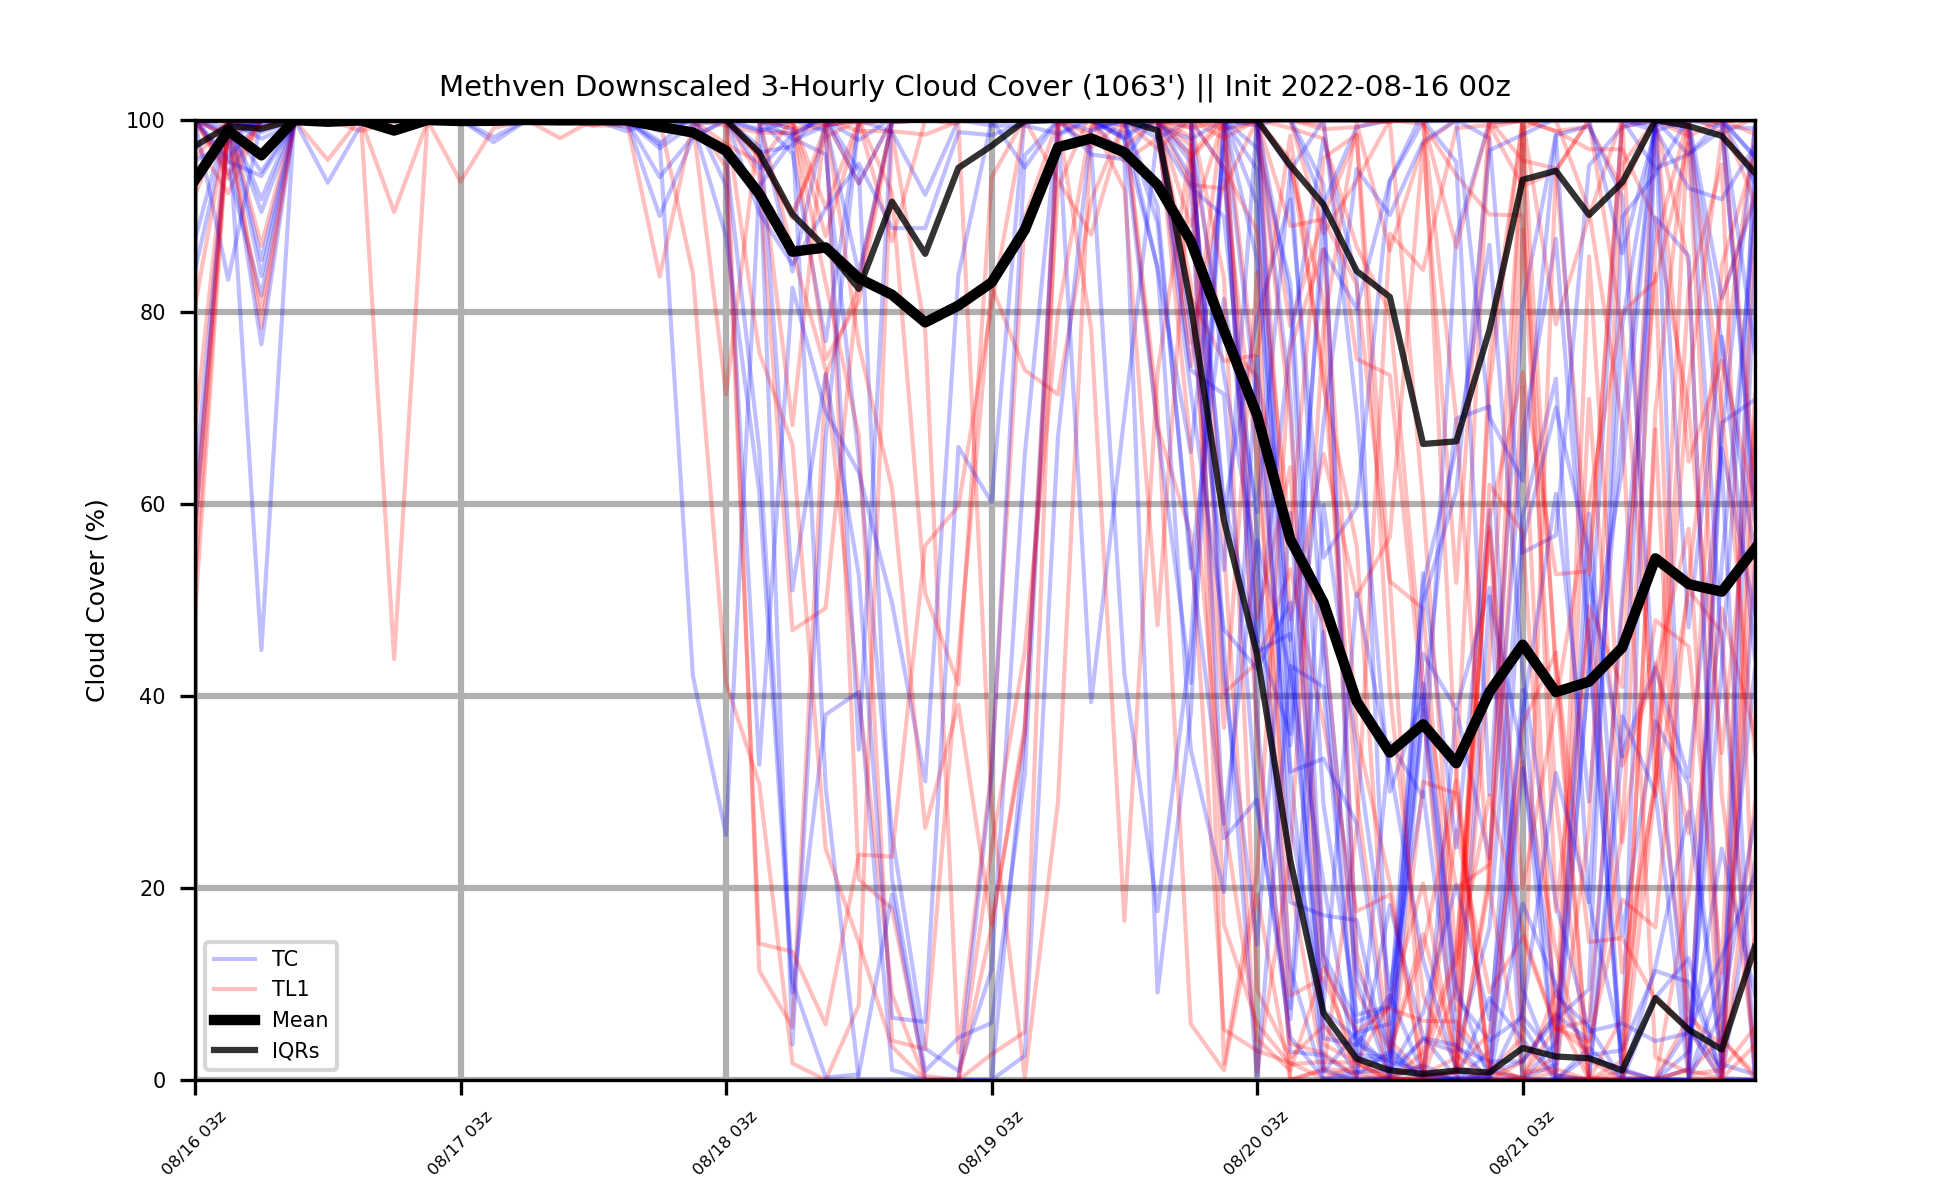 Methven Downscaled 3-Hourly Cloud Cover (1063') || Init 2022-08-16 00z
Cloud Cover (%)
100
80
60
40
20
0
TC
TL1
Mean
IQRs
08/16 03z
08/17 03z
08/18 03z
08/19 03z
08/20 03z
08/21 03z